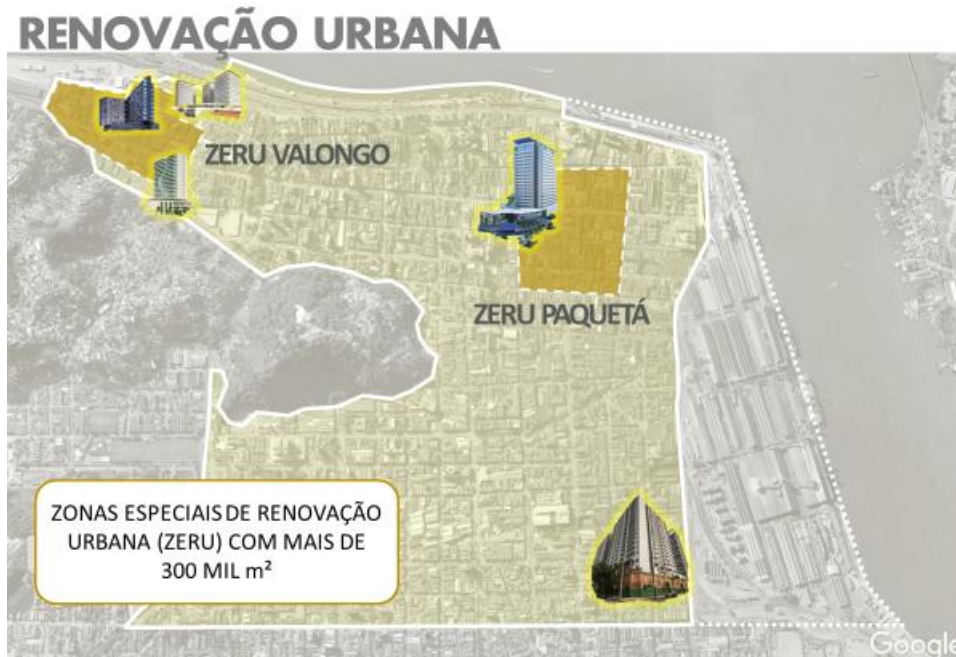 RENOVAÇÃO URBANA
ZERU VALONGO
ZERU PAQUETÁ
ZONAS ESPECIAIS DE RENOVAÇÃO
URBANA (ZERU) COM MAIS DE
300 MIL m²
Google